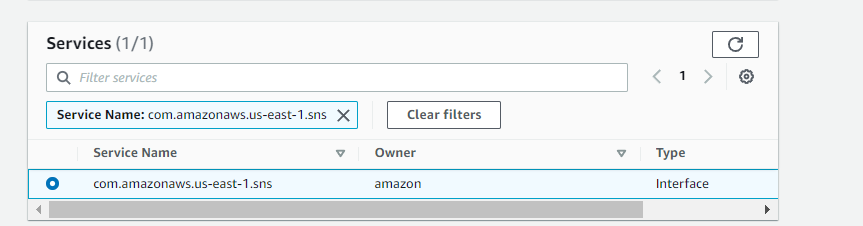 Services (1/1)
Filter services
1
Service Name: com.amazonaws.us-east-1.sns
Clear filters
Service Name Owner Type
com.amazonaws.us-east-1.sns amazon Interface